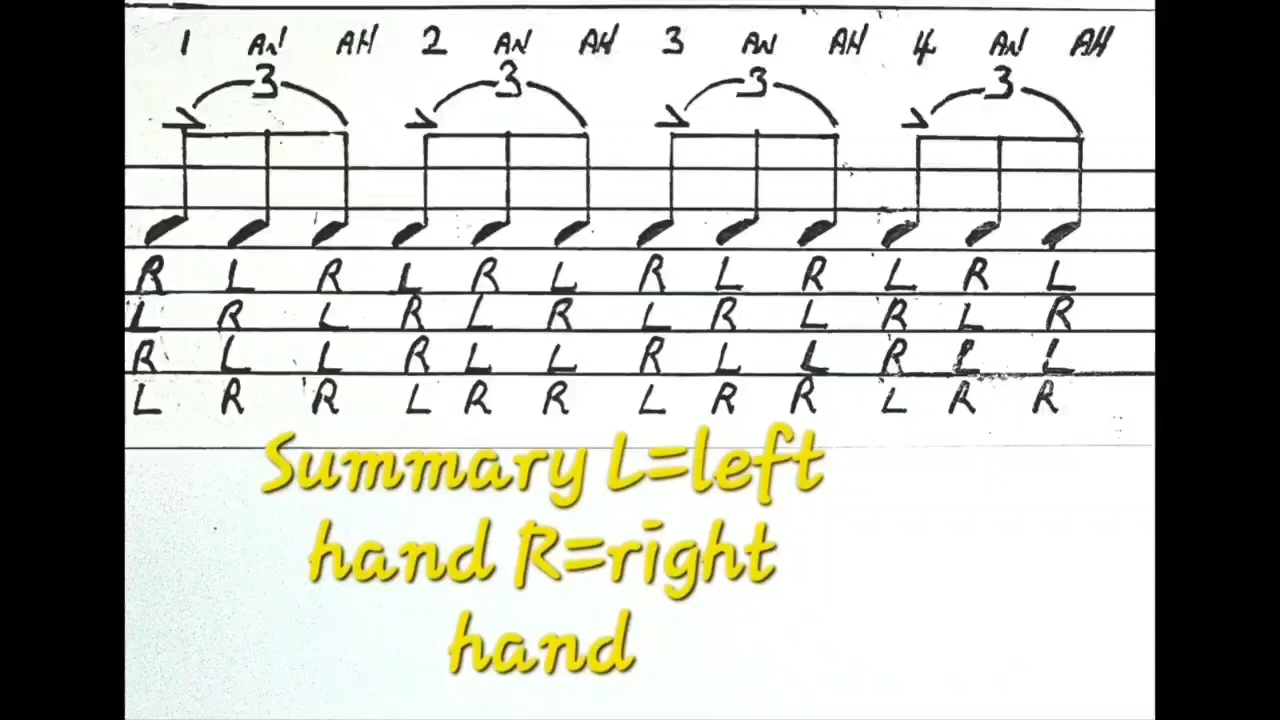 1 AN AH 2 AN AH 3 AN AH 4 AN AH
3 3 3 3
R L R L R L R L R L R L
L R L R L R L R L R L R
R L L R L L R L L R L L
L R R L R R L R R L R R
Summary L=left
hand R=right
hand